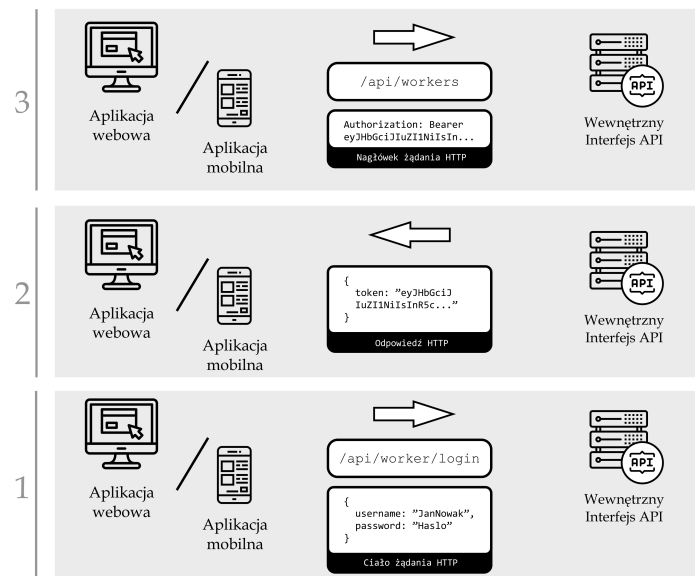 3
Aplikacja
webowa
Aplikacja
mobilna
/api/workers
Authorization: Bearer
eyJHbGciJIuZI1NiIsIn...
Nagłówek żądania HTTP
API
Wewnętrzny
Interfejs API
2
Aplikacja
webowa
Aplikacja
mobilna
{
token: ”eyJHbGciJ
IuZI1NiIsInR5c...”
}
Odpowiedź HTTP
API
Wewnętrzny
Interfejs API
1
Aplikacja
webowa
Aplikacja
mobilna
/api/worker/login
{
username: ”JanNowak”,
password: ”Haslo”
}
Ciało żądania HTTP
API
Wewnętrzny
Interfejs API